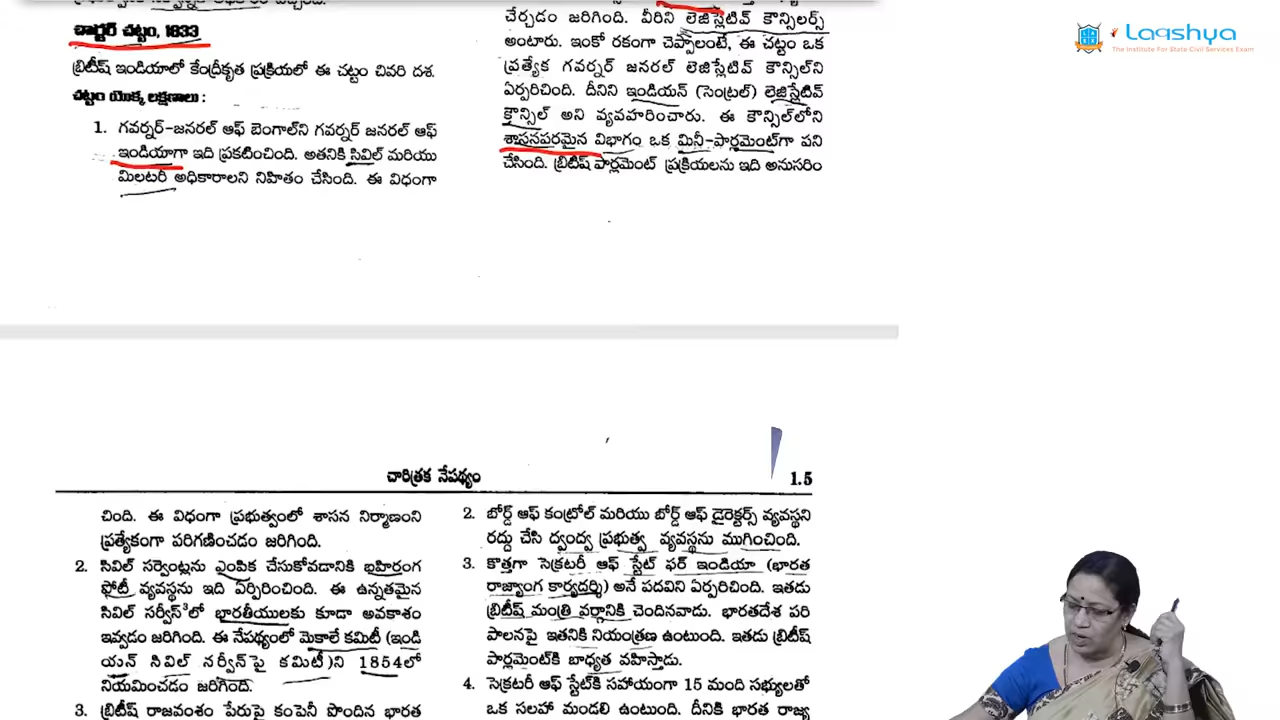 చార్టర్ చట్టం, 1833
బ్రిటీష్ ఇండియాలో కేంద్రీకృత ప్రక్రియలో ఈ చట్టం చివరి దశ.
చట్టం యొక్క లక్షణాలు :
1. గవర్నర్-జనరల్ ఆఫ్ బెంగాల్‌ని గవర్నర్ జనరల్ ఆఫ్
ఇండియాగా ఇది ప్రకటించింది. అతనికి సివిల్ మరియు
మిలటరీ అధికారాలని నిహితం చేసింది. ఈ విధంగా
చేర్చడం జరిగింది. వీరిని లెజిస్లేటివ్ కౌన్సిలర్స్
అంటారు. ఇంకో రకంగా చెప్పాలంటే, ఈ చట్టం ఒక
ప్రత్యేక గవర్నర్ జనరల్ లెజిస్లేటివ్ కౌన్సిల్‌ని
ఏర్పరిచింది. దీనిని ఇండియన్ (సెంట్రల్) లెజిస్లేటివ్
కౌన్సిల్ అని వ్యవహరించారు. ఈ కౌన్సిల్‌లోని
శాసనపరమైన విభాగం ఒక మినీ-పార్లమెంట్‌గా పని
చేసింది. బ్రిటిష్ పార్లమెంట్ ప్రక్రియలను ఇది అనుసరిం
Laqshya
The Institute For State Civil Services Exam
చారిత్రక నేపథ్యం 1.5
చింది. ఈ విధంగా ప్రభుత్వంలో శాసన నిర్మాణంని
ప్రత్యేకంగా పరిగణించడం జరిగింది.
2. సివిల్ సర్వెంట్లను ఎంపిక చేసుకోవడానికి బహిరంగ
పోటీ వ్యవస్థను ఇది ఏర్పరించింది. ఈ ఉన్నతమైన
సివిల్ సర్వీస్³లో భారతీయులకు కూడా అవకాశం
ఇవ్వడం జరిగింది. ఈ నేపథ్యంలో మెకాలే కమిటీ (ఇండి
యన్ సివిల్ సర్వీస్‌పై కమిటీ)ని 1854లో
నియమించడం జరిగింది.
3. బ్రిటీష్ రాజవంశం పేరుపై కంపెనీ పొందిన భారత
2. బోర్డ్ ఆఫ్ కంట్రోల్ మరియు బోర్డ్ ఆఫ్ డైరెక్టర్స్ వ్యవస్థని
రద్దు చేసి ద్వంద్వ ప్రభుత్వ వ్యవస్థను ముగించింది.
3. కొత్తగా సెక్రటరీ ఆఫ్ స్టేట్ ఫర్ ఇండియా (భారత
రాజ్యాంగ కార్యదర్శి) అనే పదవిని ఏర్పరిచింది. ఇతడు
బ్రిటీష్ మంత్రి వర్గానికి చెందినవాడు. భారతదేశ పరి
పాలనపై ఇతనికి నియంత్రణ ఉంటుంది. ఇతడు బ్రిటీష్
పార్లమెంట్‌కి బాధ్యత వహిస్తాడు.
4. సెక్రటరీ ఆఫ్ స్టేట్‌కి సహాయంగా 15 మంది సభ్యులతో
ఒక సలహా మండలి ఉంటుంది. దీనికి భారత రాజ్య